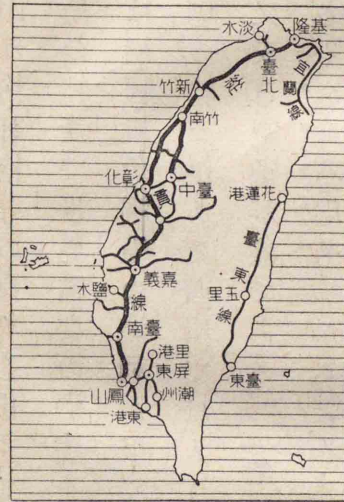 基隆
淡水
臺北
宜蘭線
新竹
竹南
縱貫線
彰化
臺中
花蓮港
嘉義
鹽水
玉里
臺東線
臺南
里港
屏東
臺東
鳳山
潮州
東港